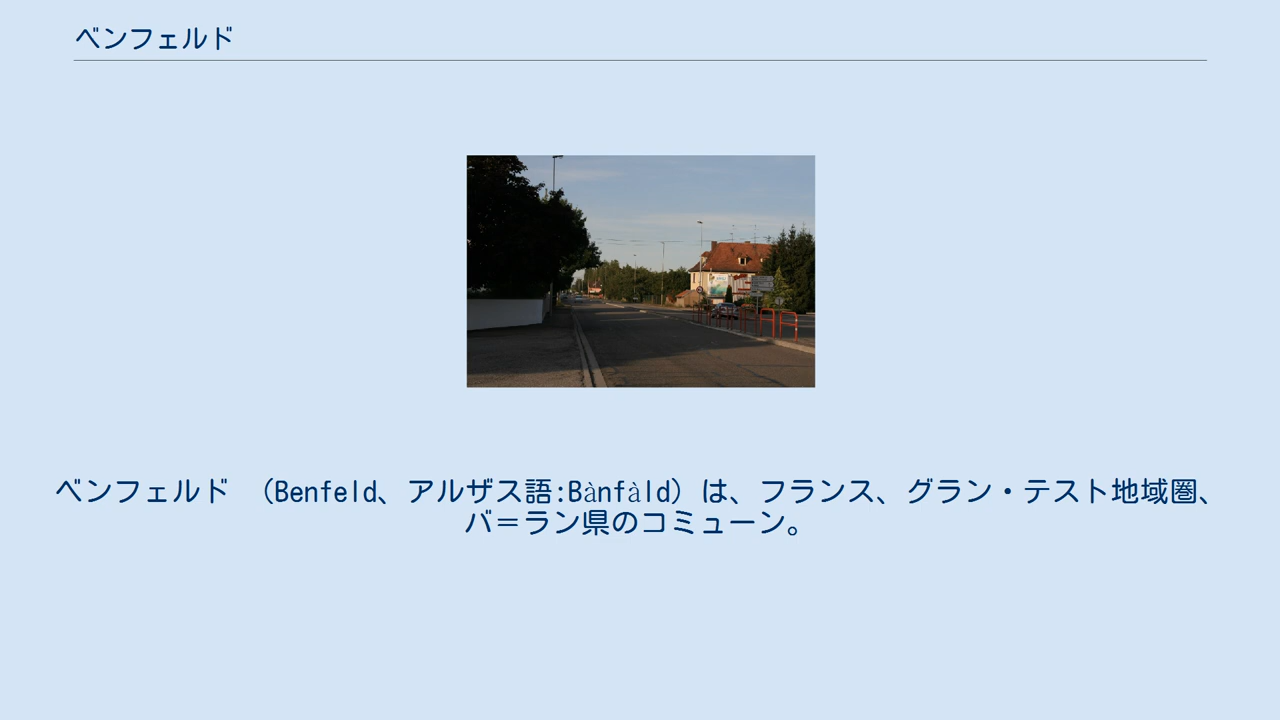 ベンフェルド
ベンフェルド （Benfeld、アルザス語:Bànfàld）は、フランス、グラン・テスト地域圏、
バ＝ラン県のコミューン。